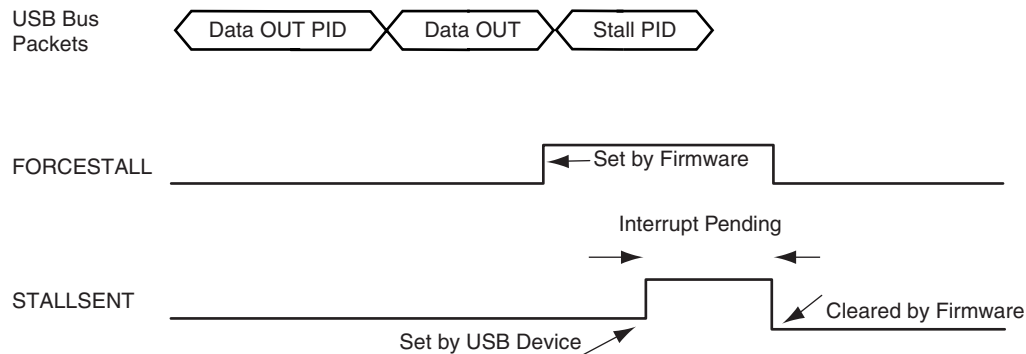 USB Bus
Packets
Data OUT PID
Data OUT
Stall PID
FORCESTALL
Set by Firmware
Interrupt Pending
STALLSENT
Cleared by Firmware
Set by USB Device